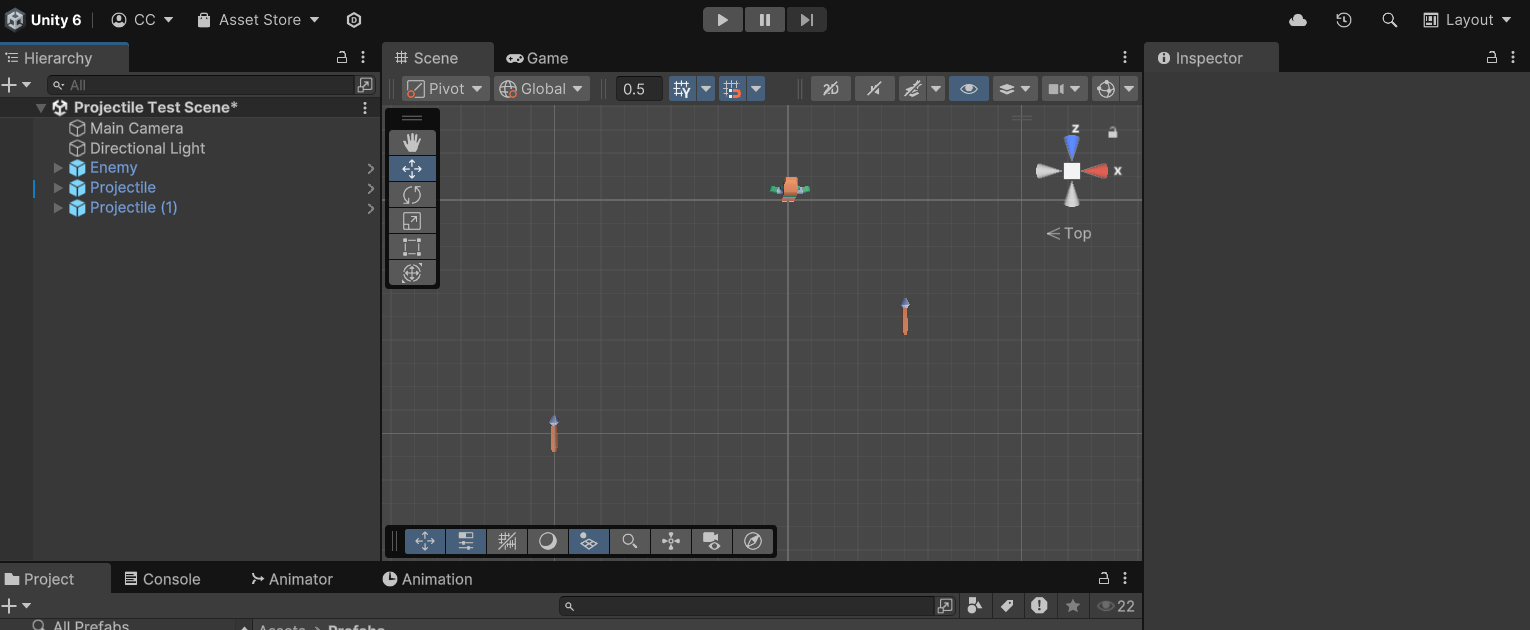 Unity 6 CC Asset Store Layout
Hierarchy
All
Projectile Test Scene*
Main Camera
Directional Light
Enemy
Projectile
Projectile (1)
Scene Game
Pivot Global 0.5
z
x
Top
Inspector
Project Console Animator Animation
22
All Prefabs Assets > Prefabs